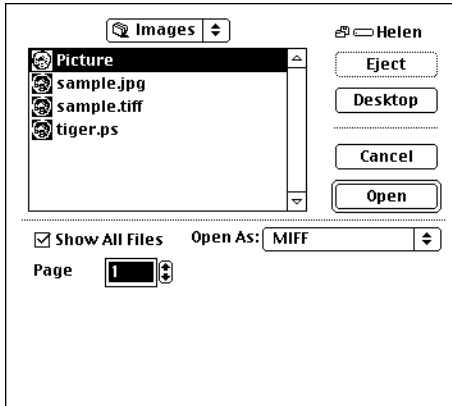 Images
Helen
Picture
sample.jpg
sample.tiff
tiger.ps
Eject
Desktop
Cancel
Open
Show All Files
Open As: MIFF
Page 1